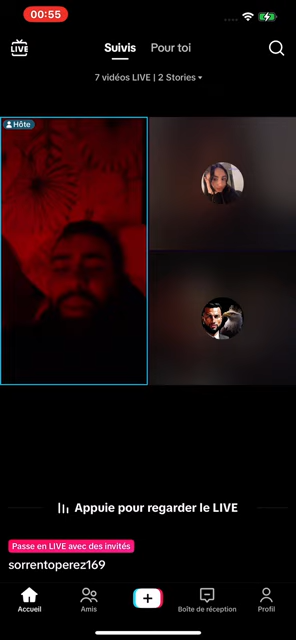 00:55
LIVE
Suivis
Pour toi
7 vidéos LIVE | 2 Stories
Hôte
Appuie pour regarder le LIVE
Passe en LIVE avec des invités
sorrentoperez169
Accueil
Amis
Boîte de réception
Profil